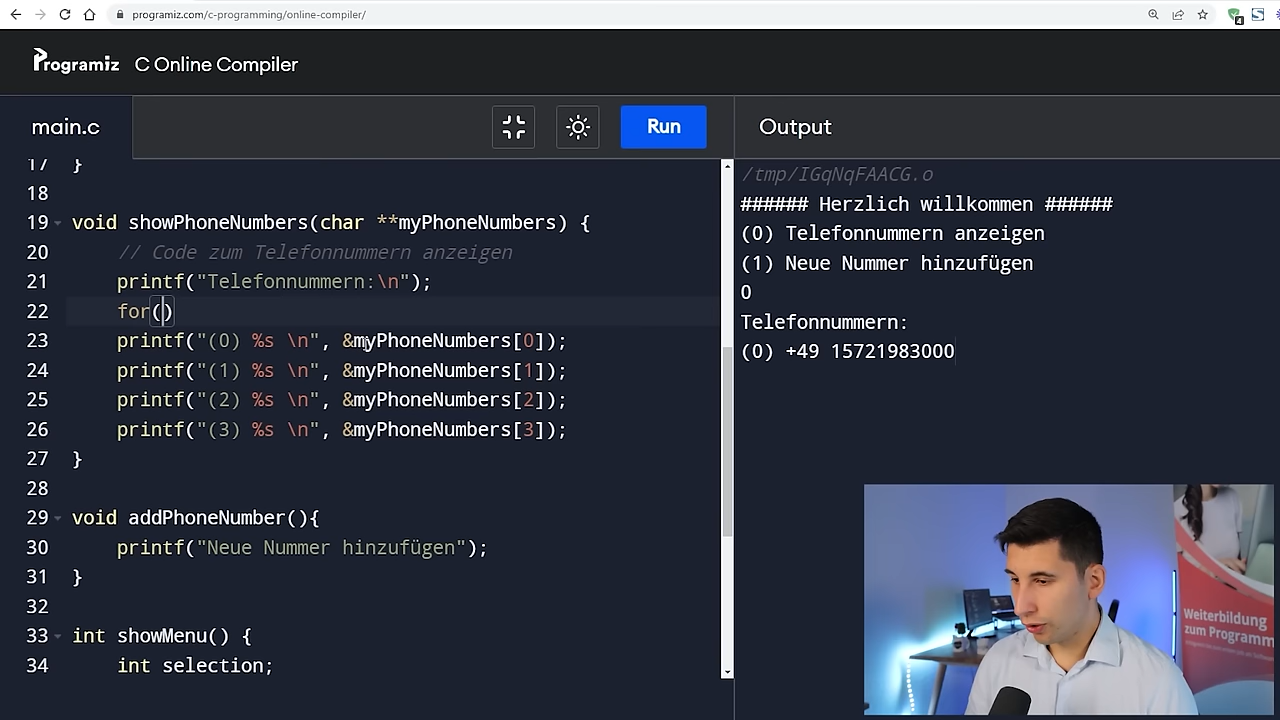 programiz.com/c-programming/online-compiler/
4
Programiz C Online Compiler
main.c
Run
Output
17 }
18
19 void showPhoneNumbers(char **myPhoneNumbers) {
20 // Code zum Telefonnummern anzeigen
21 printf("Telefonnummern:\n");
22 for()
23 printf("(0) %s \n", &myPhoneNumbers[0]);
24 printf("(1) %s \n", &myPhoneNumbers[1]);
25 printf("(2) %s \n", &myPhoneNumbers[2]);
26 printf("(3) %s \n", &myPhoneNumbers[3]);
27 }
28
29 void addPhoneNumber(){
30 printf("Neue Nummer hinzufügen");
31 }
32
33 int showMenu() {
34 int selection;
/tmp/IGqNqFAACG.o
###### Herzlich willkommen ######
(0) Telefonnummern anzeigen
(1) Neue Nummer hinzufügen
0
Telefonnummern:
(0) +49 15721983000
Weiterbildung
zum Programm